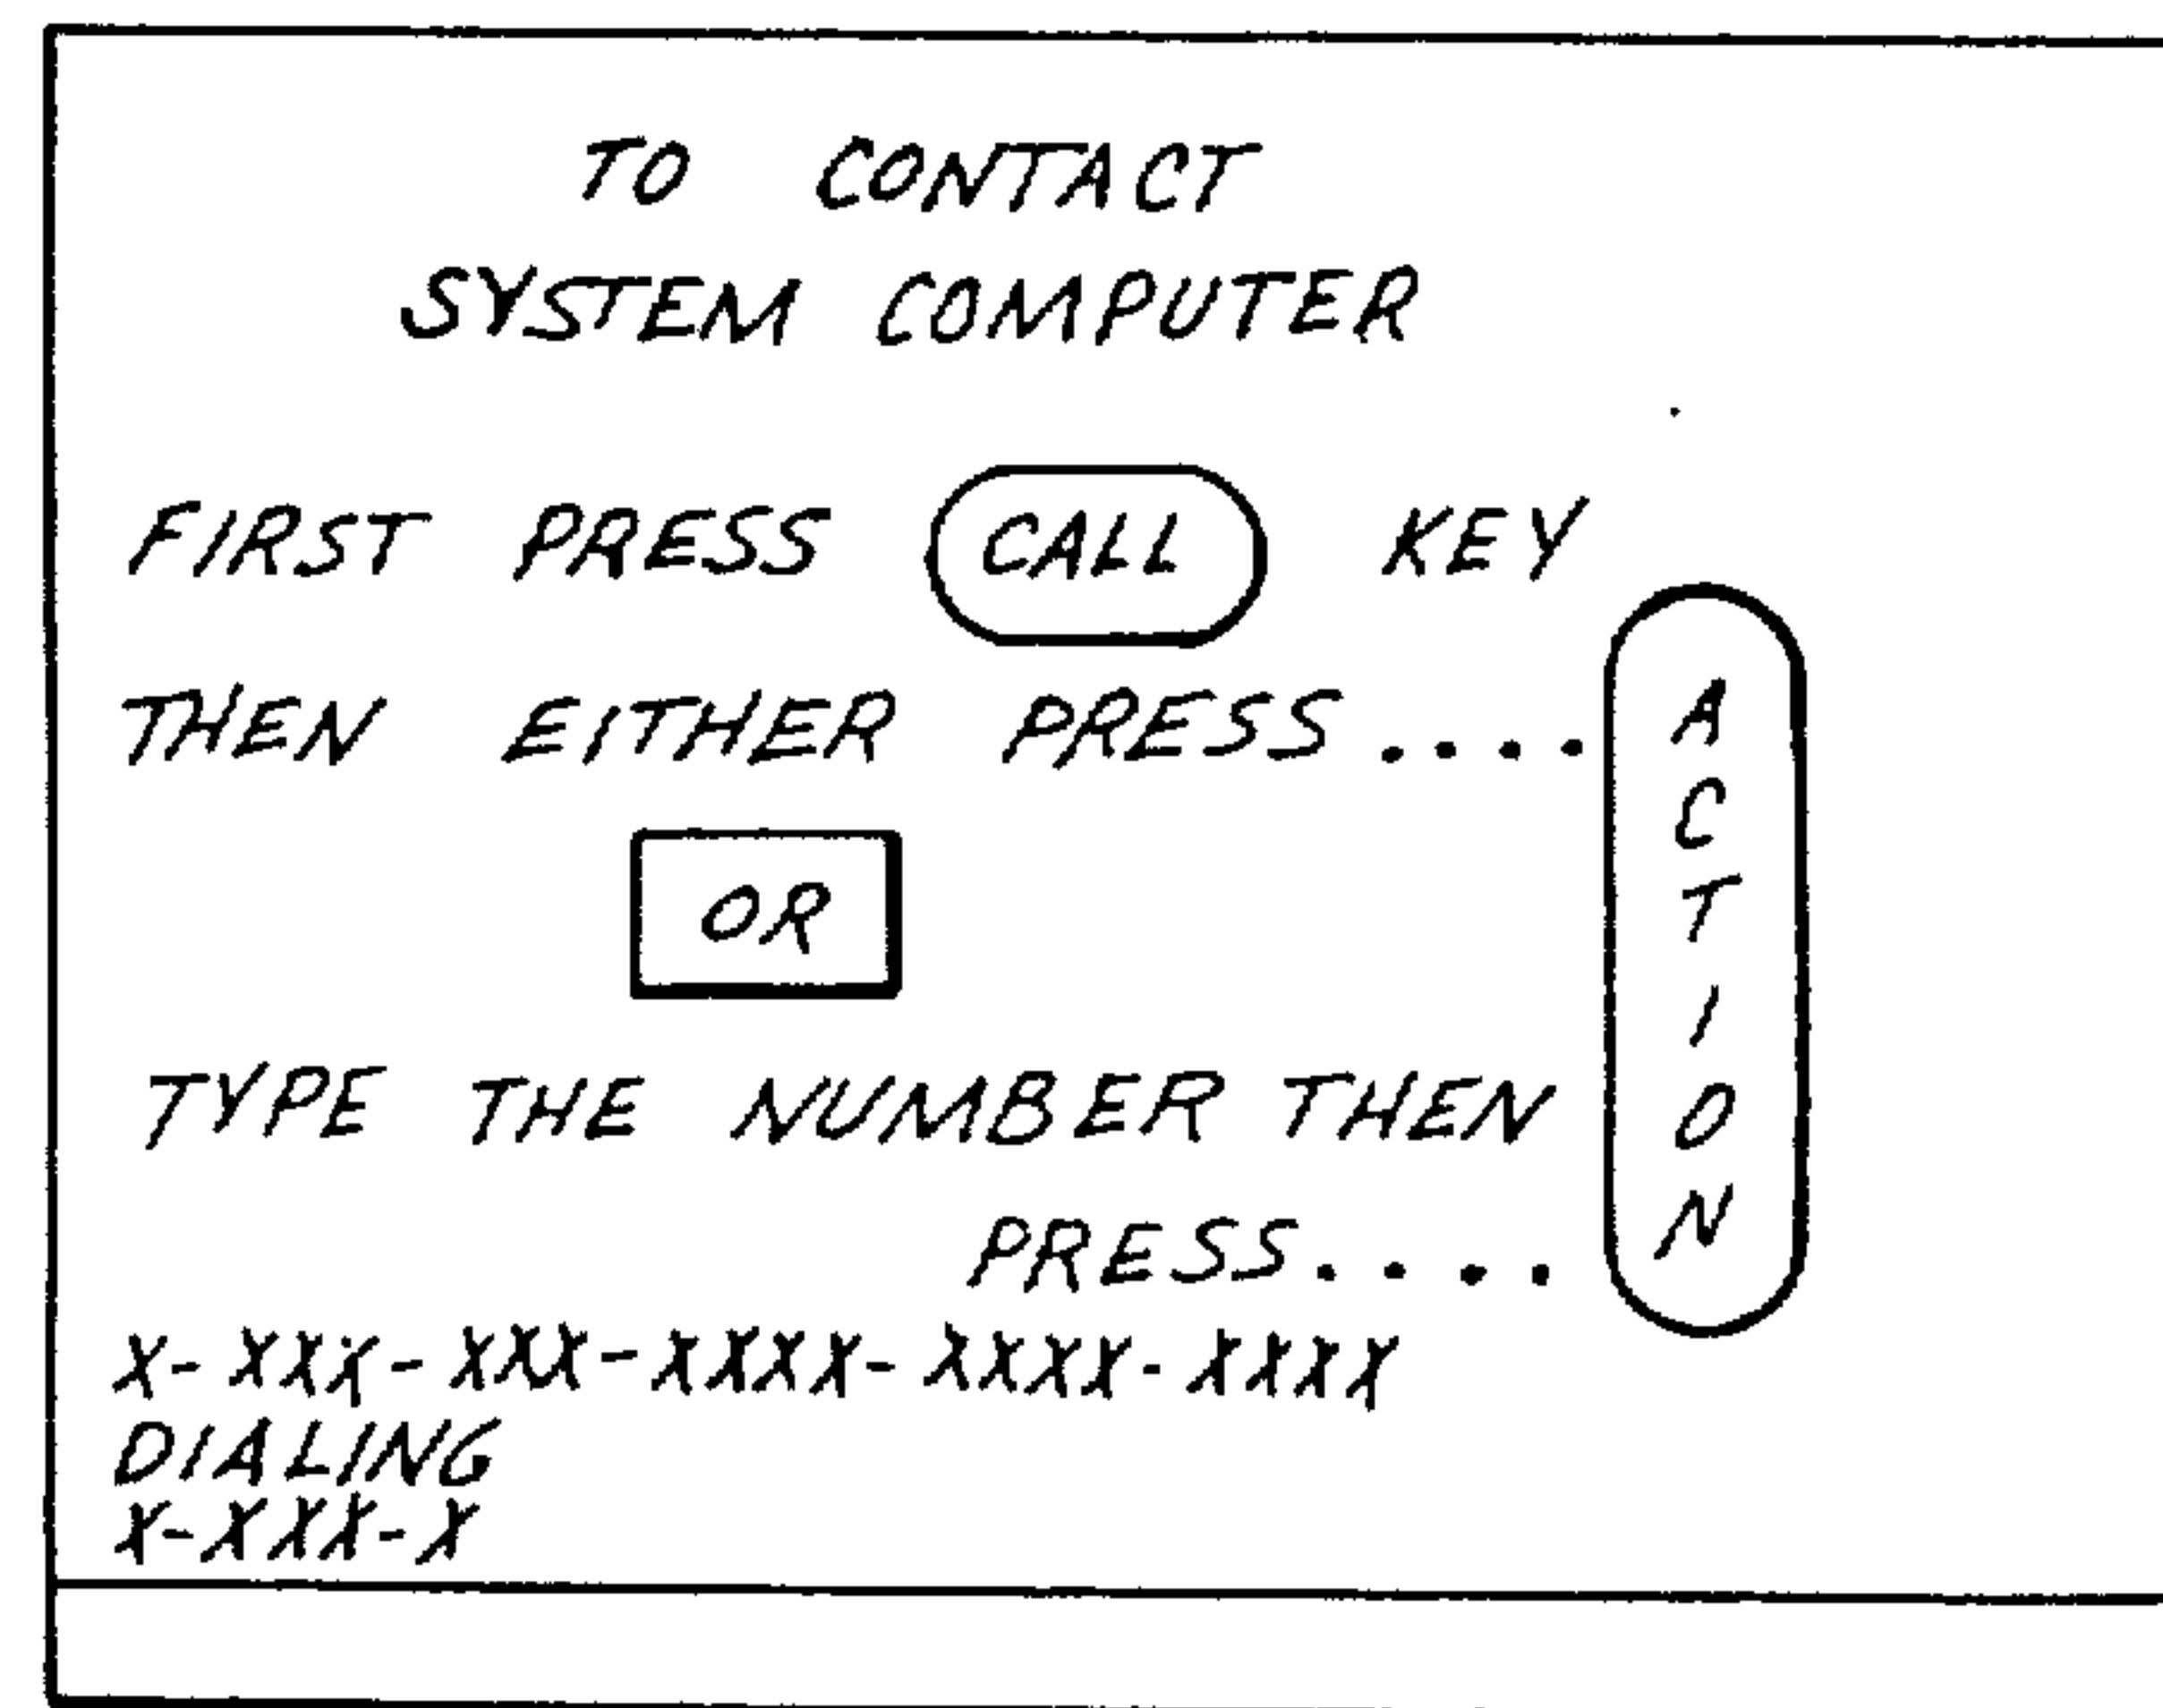 TO CONTACT
SYSTEM COMPUTER
FIRST PRESS CALL KEY
THEN EITHER PRESS....
OR
TYPE THE NUMBER THEN
PRESS....
ACTION
X-XXX-XXX-XXXX-XXXX-XXXX
DIALING
X-XXX-X